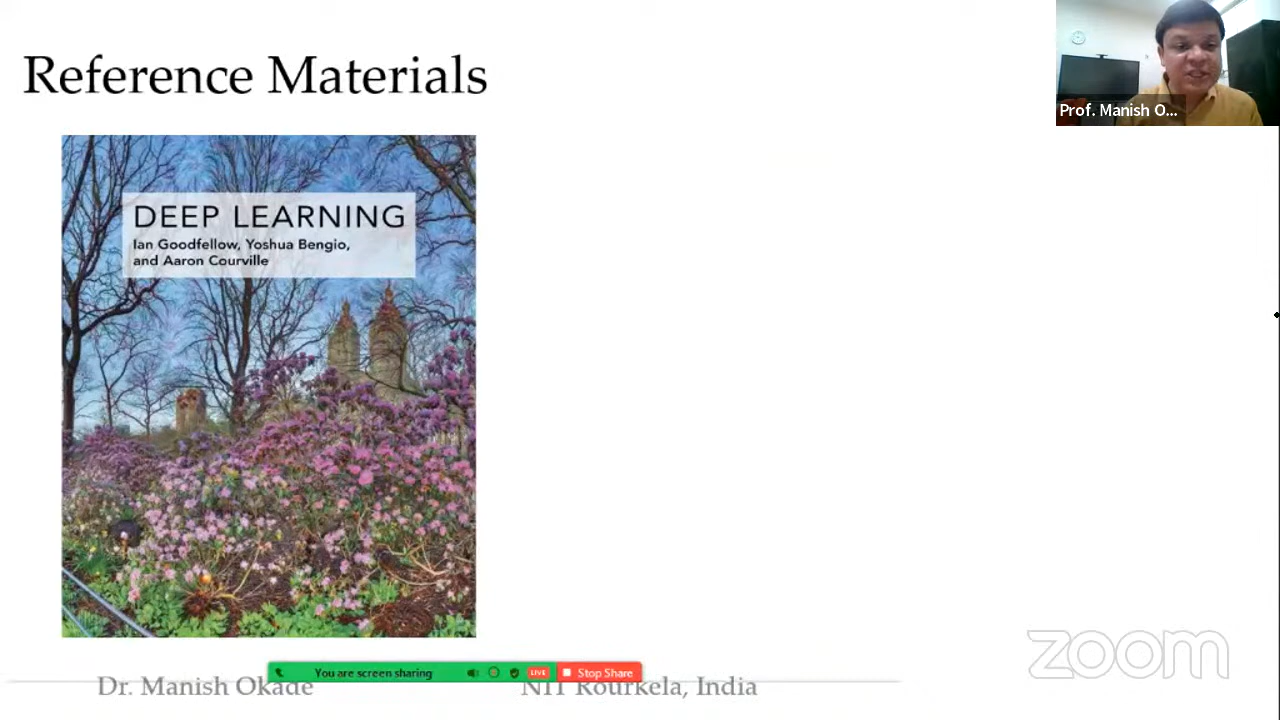 Reference Materials
Prof. Manish O...
DEEP LEARNING
Ian Goodfellow, Yoshua Bengio,
and Aaron Courville
zoom
You are screen sharing
LIVE
Stop Share
Dr. Manish Okade
NIT Rourkela, India